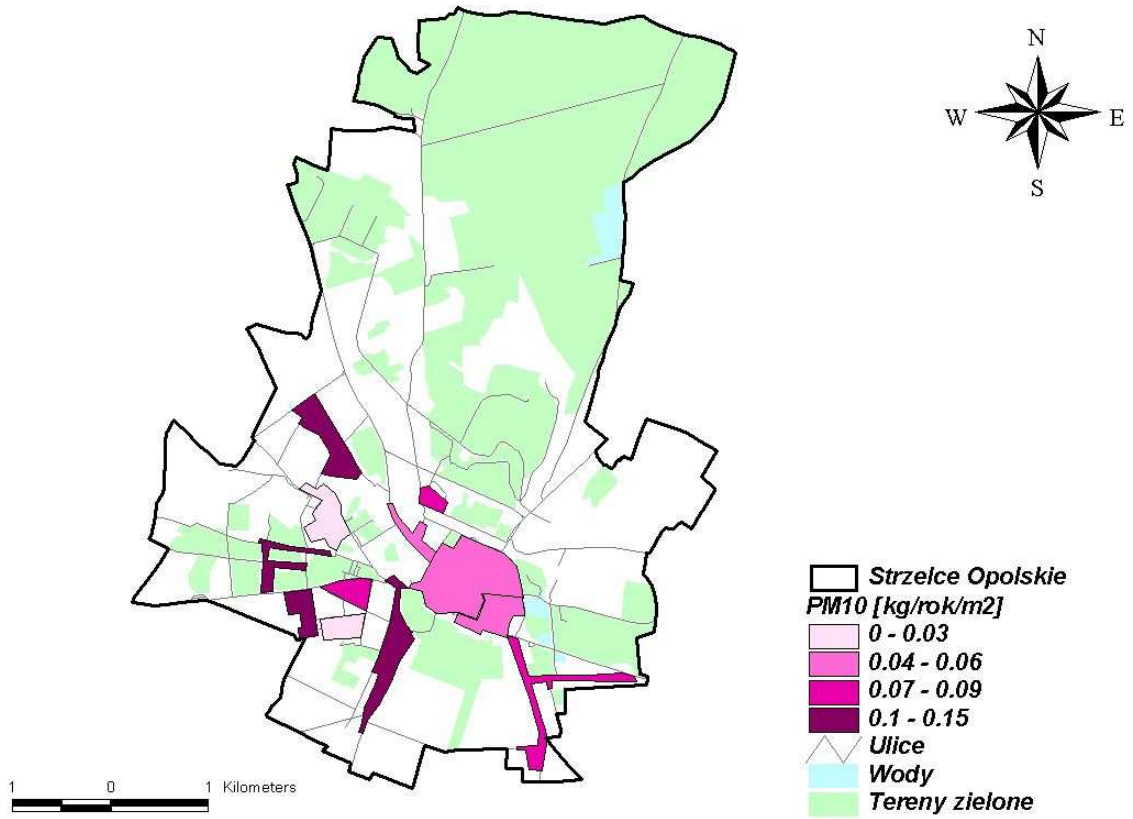 N
W E
S
Strzelce Opolskie
PM10 [kg/rok/m2]
0 - 0.03
0.04 - 0.06
0.07 - 0.09
0.1 - 0.15
Ulice
Wody
Tereny zielone
1 0 1 Kilometers